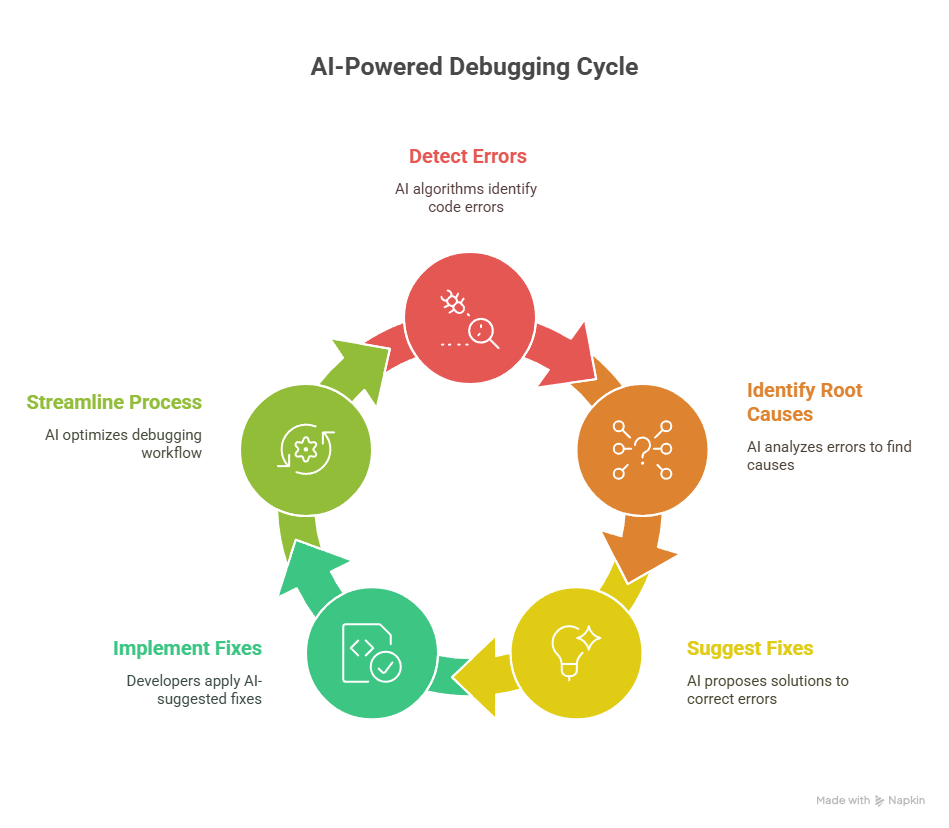 AI-Powered Debugging Cycle
Detect Errors
AI algorithms identify
code errors
Identify Root
Causes
AI analyzes errors to find
causes
Suggest Fixes
AI proposes solutions to
correct errors
Implement Fixes
Developers apply AI-
suggested fixes
Streamline Process
AI optimizes debugging
workflow
Made with Napkin